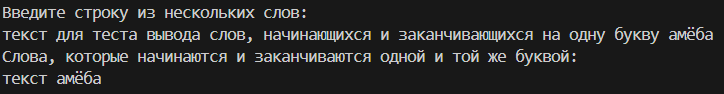 Введите строку из нескольких слов:
текст для теста вывода слов, начинающихся и заканчивающихся на одну букву амёба
Слова, которые начинаются и заканчиваются одной и той же буквой:
текст амёба